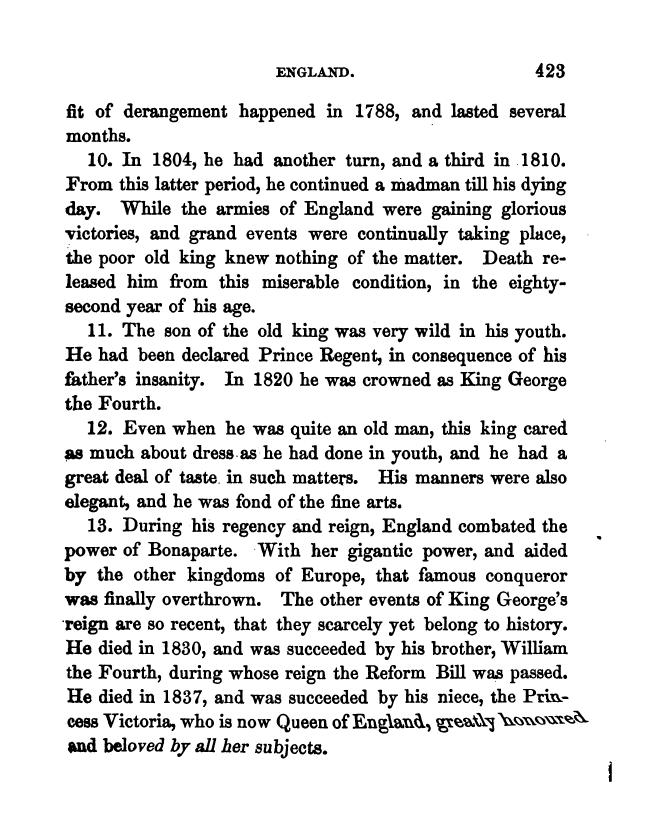 ENGLAND. 423
fit of derangement happened in 1788, and lasted several
months.
10. In 1804, he had another turn, and a third in 1810.
From this latter period, he continued a madman till his dying
day. While the armies of England were gaining glorious
victories, and grand events were continually taking place,
the poor old king knew nothing of the matter. Death re-
leased him from this miserable condition, in the eighty-
second year of his age.
11. The son of the old king was very wild in his youth.
He had been declared Prince Regent, in consequence of his
father's insanity. In 1820 he was crowned as King George
the Fourth.
12. Even when he was quite an old man, this king cared
as much about dress as he had done in youth, and he had a
great deal of taste in such matters. His manners were also
elegant, and he was fond of the fine arts.
13. During his regency and reign, England combated the
power of Bonaparte. With her gigantic power, and aided
by the other kingdoms of Europe, that famous conqueror
was finally overthrown. The other events of King George's
reign are so recent, that they scarcely yet belong to history.
He died in 1830, and was succeeded by his brother, William
the Fourth, during whose reign the Reform Bill was passed.
He died in 1837, and was succeeded by his niece, the Prin-
cess Victoria, who is now Queen of England, greatly honoured
and beloved by all her subjects.